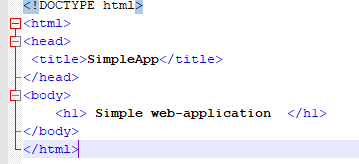 <!DOCTYPE html>
<html>
<head>
<title>SimpleApp</title>
</head>
<body>
<h1> Simple web-application  </h1>
</body>
</html>